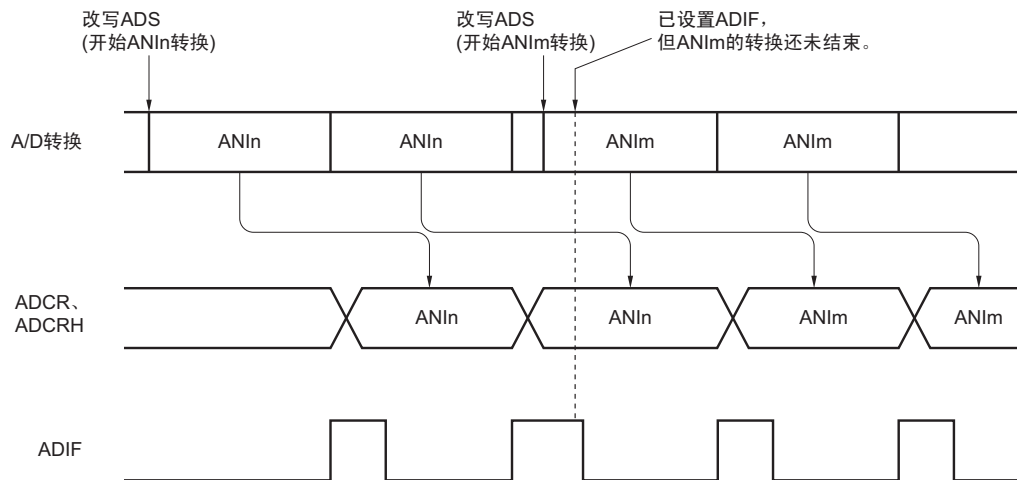 改写ADS
(开始ANIn转换)
改写ADS
(开始ANIm转换)
已设置ADIF，
但ANIm的转换还未结束。
A/D转换
ANIn
ANIn
ANIm
ANIm
ADCR、
ADCRH
ANIn
ANIn
ANIm
ANIm
ADIF